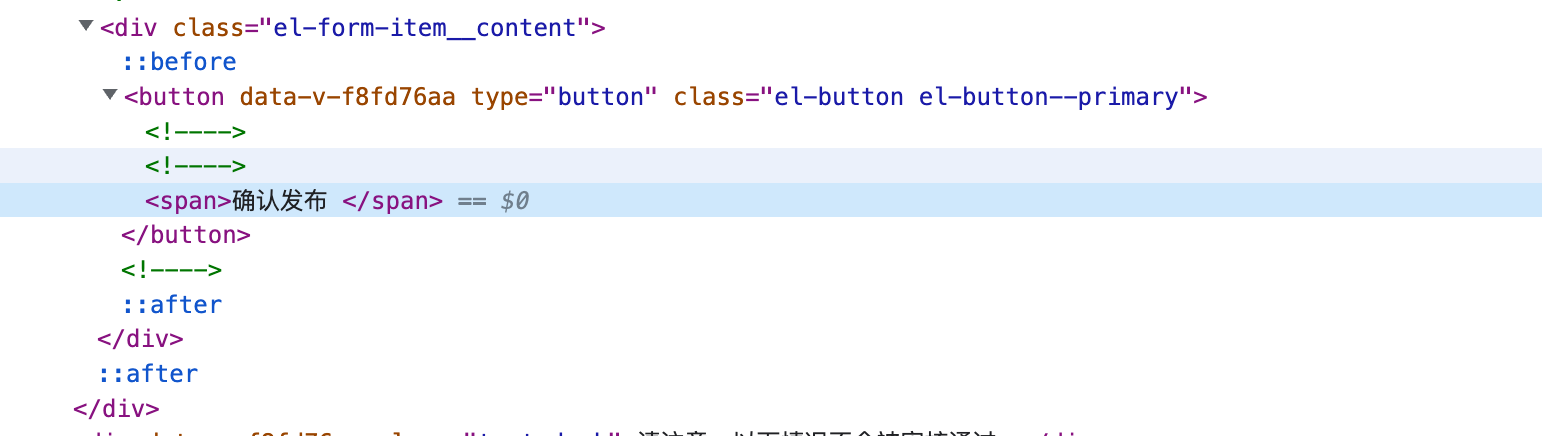 <div class="el-form-item__content">
::before
<button data-v-f8fd76aa type="button" class="el-button el-button--primary">
<!---->
<!---->
<span>确认发布 </span> == $0
</button>
<!---->
::after
</div>
::after
</div>